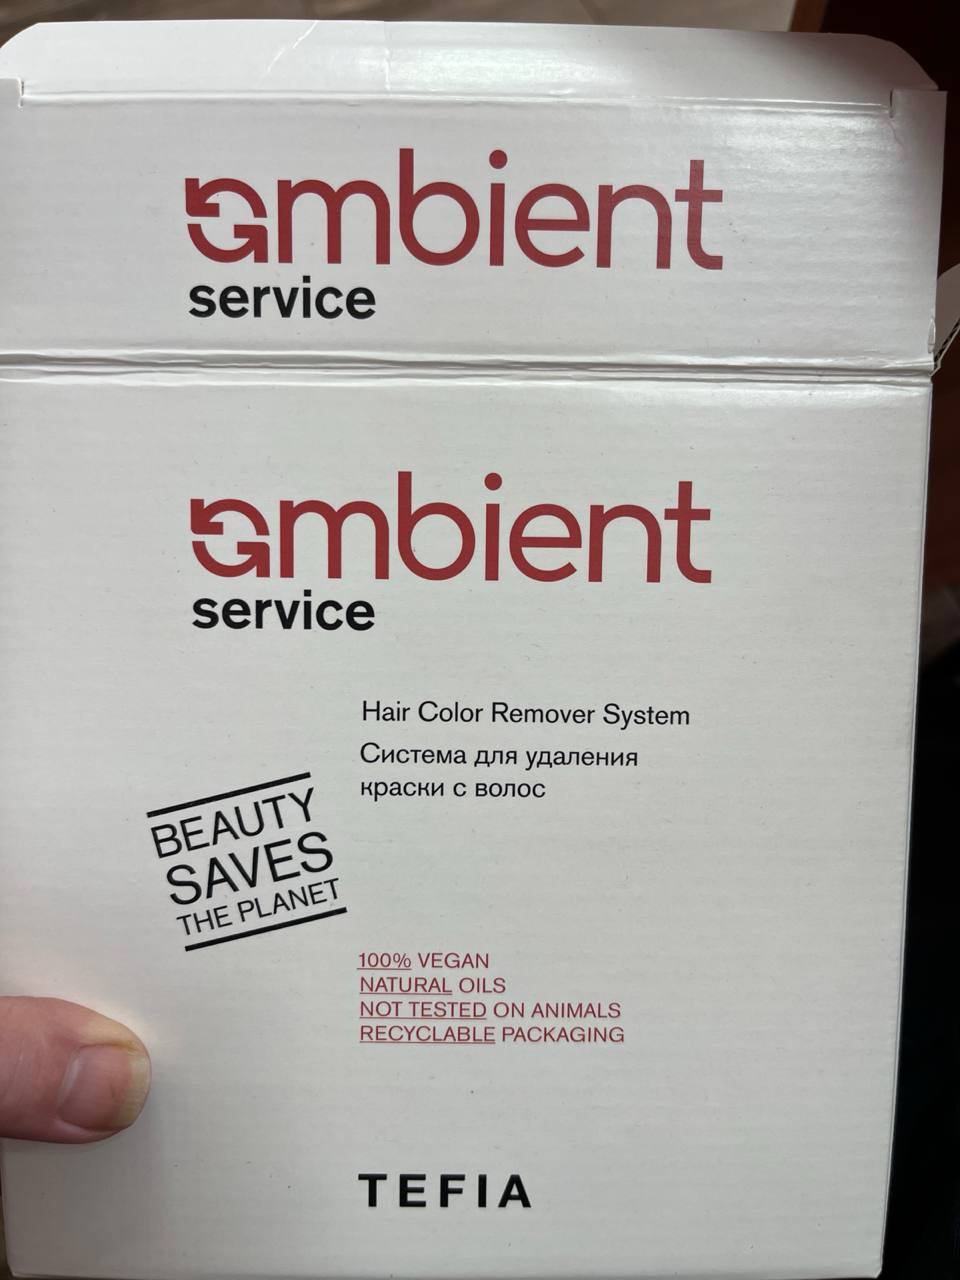 ambient
service
ambient
service
Hair Color Remover System
Система для удаления
краски с волос
BEAUTY
SAVES
THE PLANET
100% VEGAN
NATURAL OILS
NOT TESTED ON ANIMALS
RECYCLABLE PACKAGING
TEFIA